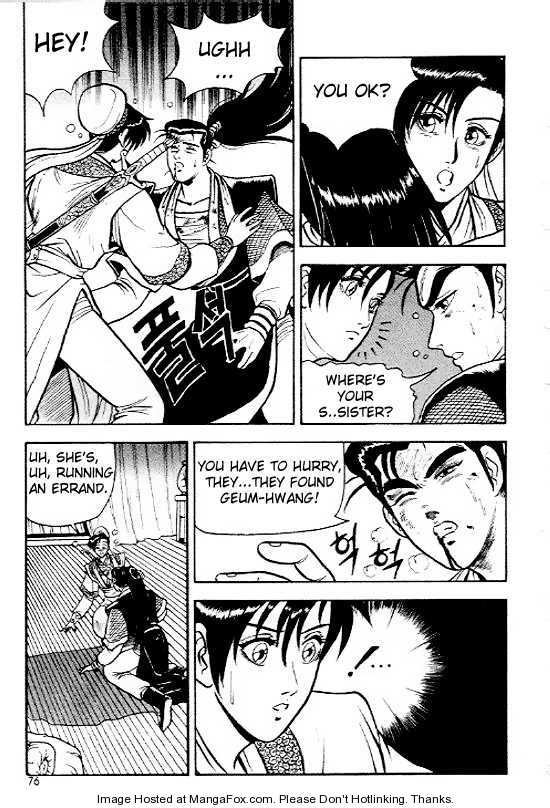 HEY!
UGHH
...
풀썩
YOU OK?
WHERE'S
YOUR
S..SISTER?
UH, SHE'S,
UH, RUNNING
AN ERRAND.
YOU HAVE TO HURRY,
THEY...THEY FOUND
GEUM-HWANG!
헉 헉
!...
76
Image Hosted at MangaFox.com. Please Don't Hotlinking. Thanks.